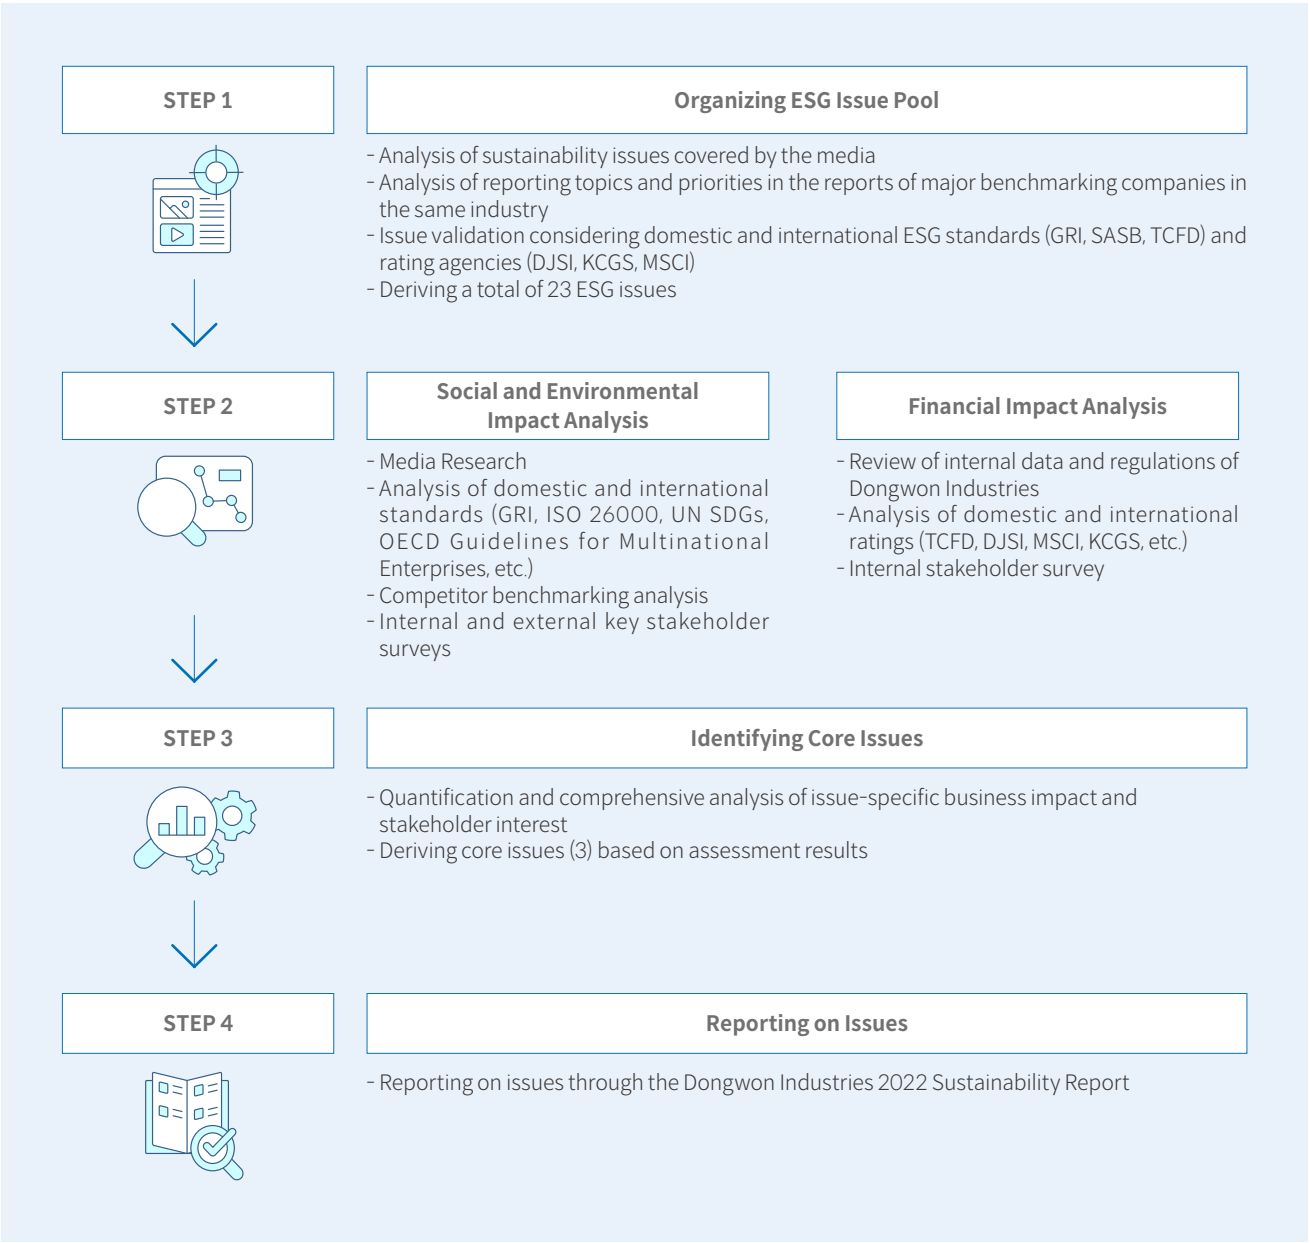 STEP 1
Organizing ESG Issue Pool
- Analysis of sustainability issues covered by the media
- Analysis of reporting topics and priorities in the reports of major benchmarking companies in
the same industry
- Issue validation considering domestic and international ESG standards (GRI, SASB, TCFD) and
rating agencies (DJSI, KCGS, MSCI)
- Deriving a total of 23 ESG issues
STEP 2
Social and Environmental
Impact Analysis
- Media Research
- Analysis of domestic and international
standards (GRI, ISO 26000, UN SDGs,
OECD Guidelines for Multinational
Enterprises, etc.)
- Competitor benchmarking analysis
- Internal and external key stakeholder
surveys
Financial Impact Analysis
- Review of internal data and regulations of
Dongwon Industries
- Analysis of domestic and international
ratings (TCFD, DJSI, MSCI, KCGS, etc.)
- Internal stakeholder survey
STEP 3
Identifying Core Issues
- Quantification and comprehensive analysis of issue-specific business impact and
stakeholder interest
- Deriving core issues (3) based on assessment results
STEP 4
Reporting on Issues
- Reporting on issues through the Dongwon Industries 2022 Sustainability Report